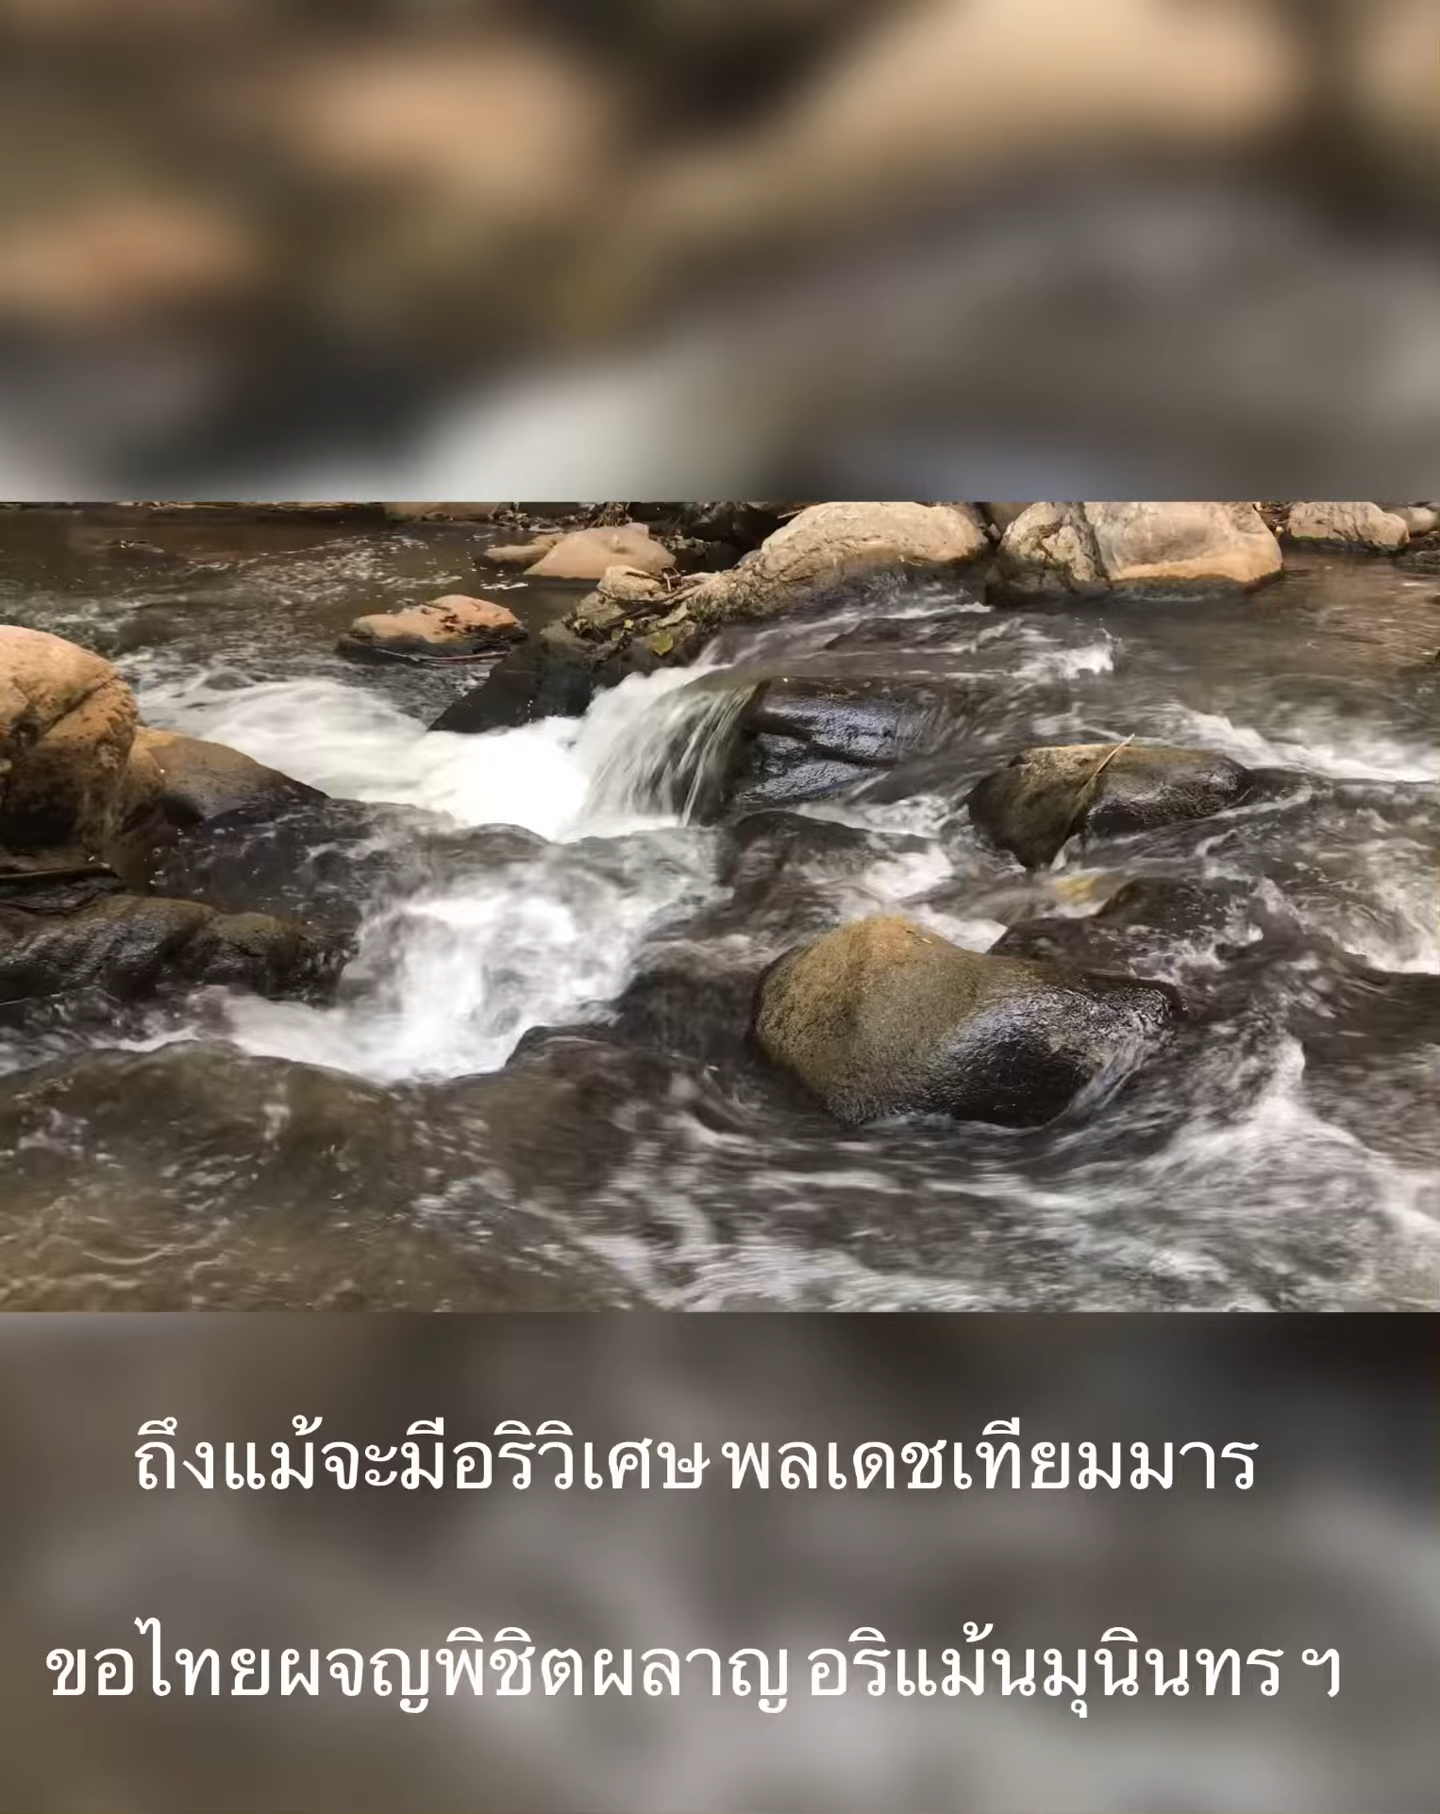 ถึงแม้จะมีอริวิเศษ พลเดชเทียมมาร
ขอไทยผจญพิชิตผลาญ อริแม้นมุนินทร ฯ